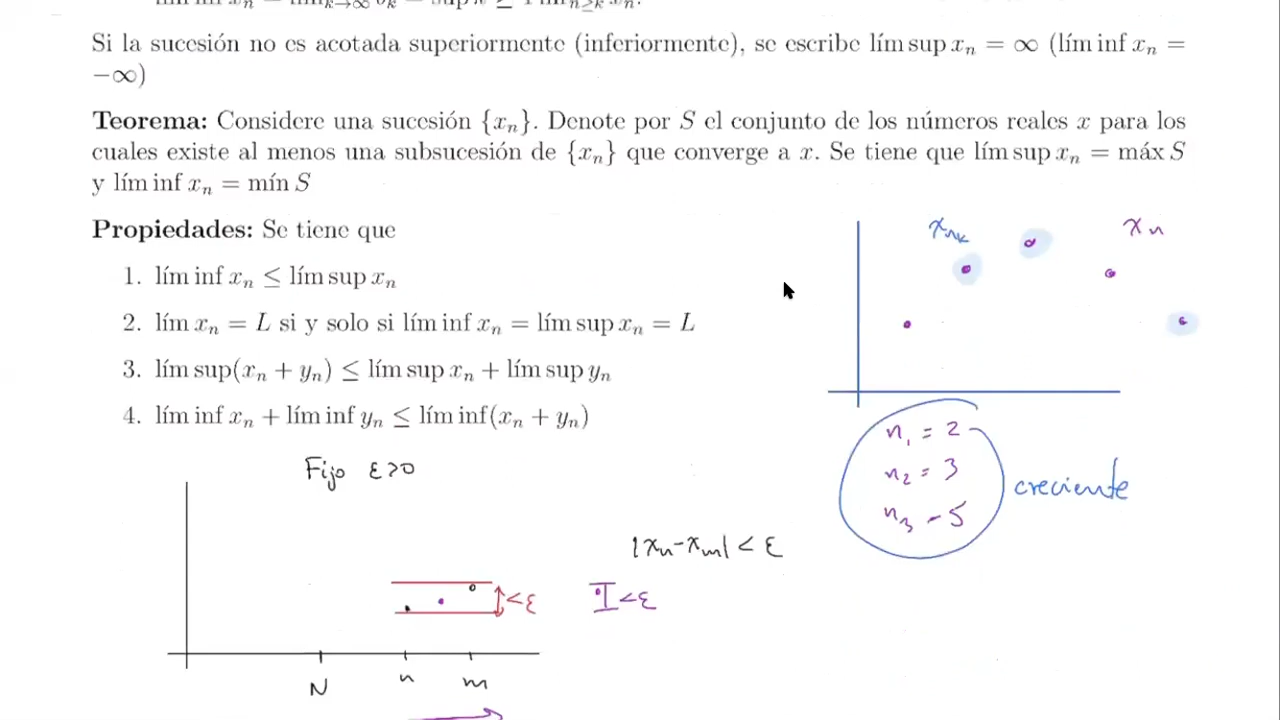 Si la sucesión no es acotada superiormente (inferiormente), se escribe lím sup xₙ = ∞ (lím inf xₙ =
−∞)
Teorema: Considere una sucesión {xₙ}. Denote por S el conjunto de los números reales x para los
cuales existe al menos una subsucesión de {xₙ} que converge a x. Se tiene que lím sup xₙ = máx S
y lím inf xₙ = mín S
Propiedades: Se tiene que
1. lím inf xₙ ≤ lím sup xₙ
2. lím xₙ = L si y solo si lím inf xₙ = lím sup xₙ = L
3. lím sup(xₙ + yₙ) ≤ lím sup xₙ + lím sup yₙ
4. lím inf xₙ + lím inf yₙ ≤ lím inf(xₙ + yₙ)
xₙₖ
xₙ
n₁ = 2
n₂ = 3
n₃ − 5
creciente
Fijo ε>0
|xₙ−xₘ| < ε
<ε
<ε
N n m